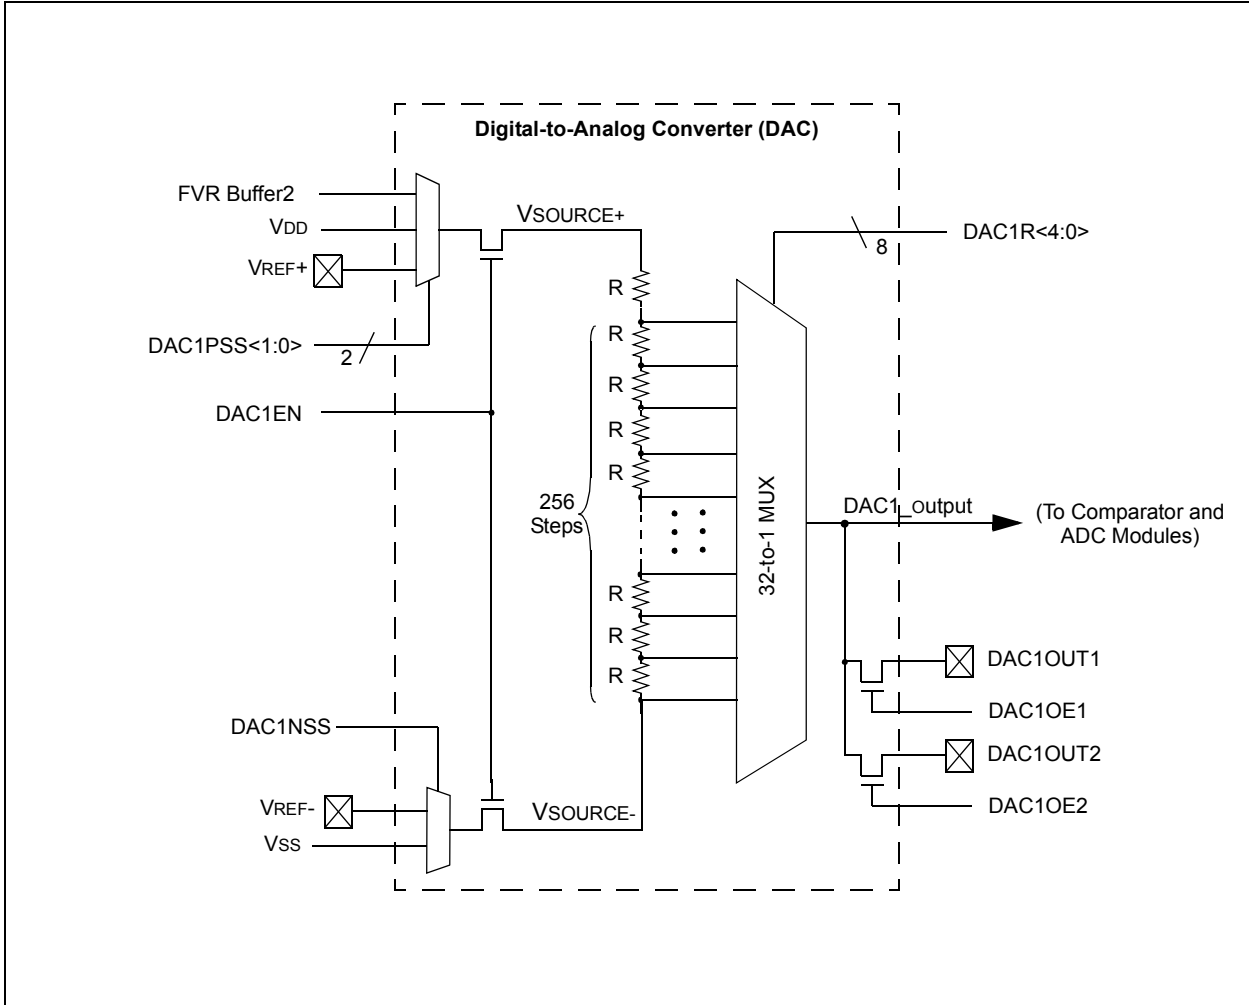 Digital-to-Analog Converter (DAC)
FVR Buffer2
VDD
VREF+
DAC1PSS<1:0>
2
DAC1EN
VSOURCE+
8
DAC1R<4:0>
R
R
R
R
R
256
Steps
R
R
R
32-to-1 MUX
DAC1_Output
(To Comparator and
ADC Modules)
DAC1OUT1
DAC1OE1
DAC1OUT2
DAC1OE2
DAC1NSS
VREF-
VSS
VSOURCE-